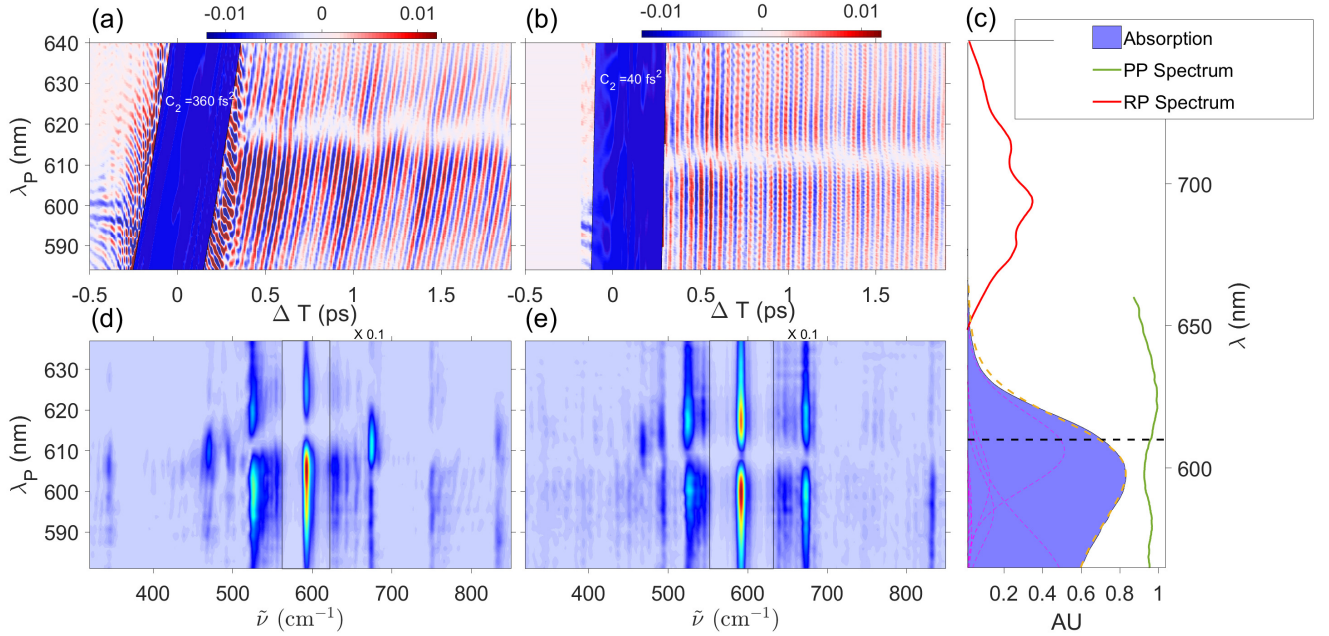 (a)
-0.01 0 0.01
(b)
-0.01 0 0.01
(c)
640
630
620
610
600
590
λP (nm)
C2 =360 fs²
-0.5 0 0.5 1 1.5
Δ T (ps)
C2 =40 fs²
-0.5 0 0.5 1 1.5
Δ T (ps)
Absorption
PP Spectrum
RP Spectrum
700
650
600
λ (nm)
0.2 0.4 0.6 0.8 1
AU
(d)
X 0.1
630
620
610
600
590
λP (nm)
400 500 600 700 800
ν̃ (cm⁻¹)
(e)
X 0.1
400 500 600 700 800
ν̃ (cm⁻¹)